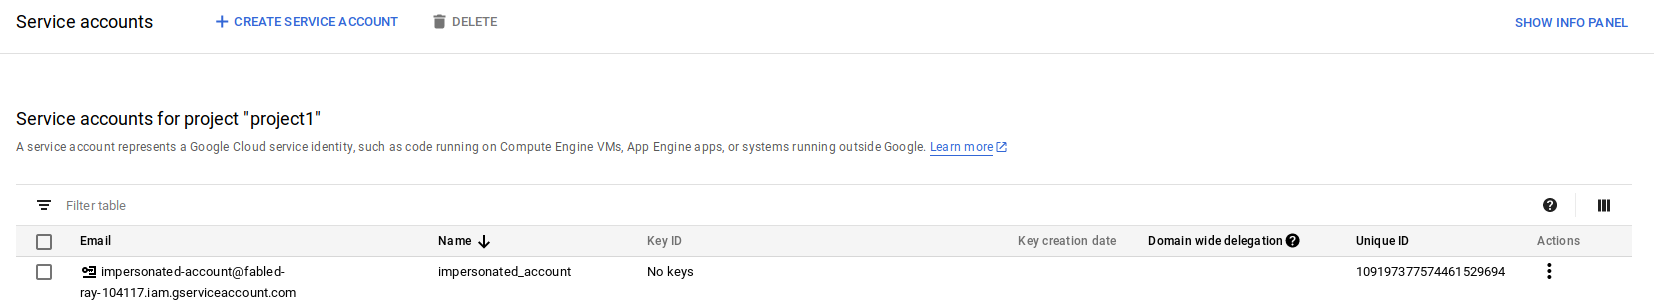 Service accounts
CREATE SERVICE ACCOUNT
DELETE
SHOW INFO PANEL
Service accounts for project "project1"
A service account represents a Google Cloud service identity, such as code running on Compute Engine VMs, App Engine apps, or systems running outside Google. Learn more
Filter table
Email Name Key ID Key creation date Domain wide delegation Unique ID Actions
impersonated-account@fabled- impersonated_account No keys 109197377574461529694
ray-104117.iam.gserviceaccount.com